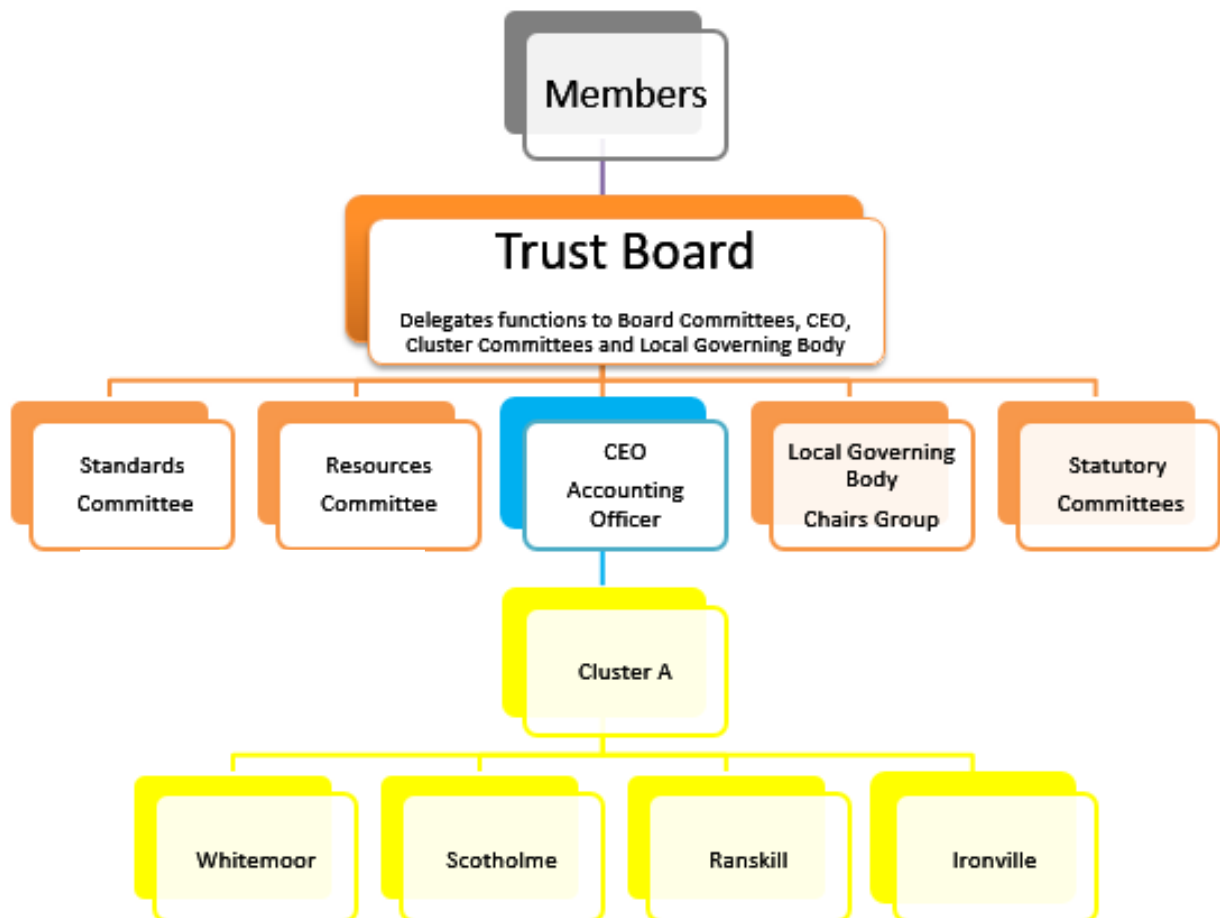 Members
Trust Board
Delegates functions to Board Committees, CEO,
Cluster Committees and Local Governing Body
Standards
Committee
Resources
Committee
CEO
Accounting
Officer
Local Governing
Body
Chairs Group
Statutory
Committees
Cluster A
Whitemoor
Scotholme
Ranskill
Ironville